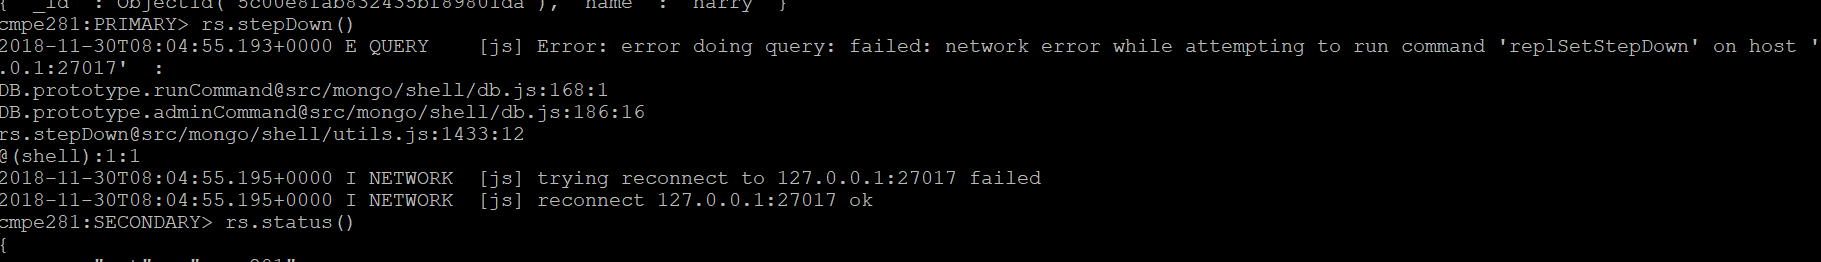 { "_id" : ObjectId("5c00e81ab832435bf89801da"), "name" : "harry" }
cmpe281:PRIMARY> rs.stepDown()
2018-11-30T08:04:55.193+0000 E QUERY    [js] Error: error doing query: failed: network error while attempting to run command 'replSetStepDown' on host '
.0.1:27017'  :
DB.prototype.runCommand@src/mongo/shell/db.js:168:1
DB.prototype.adminCommand@src/mongo/shell/db.js:186:16
rs.stepDown@src/mongo/shell/utils.js:1433:12
@(shell):1:1
2018-11-30T08:04:55.195+0000 I NETWORK  [js] trying reconnect to 127.0.0.1:27017 failed
2018-11-30T08:04:55.195+0000 I NETWORK  [js] reconnect 127.0.0.1:27017 ok
cmpe281:SECONDARY> rs.status()
{